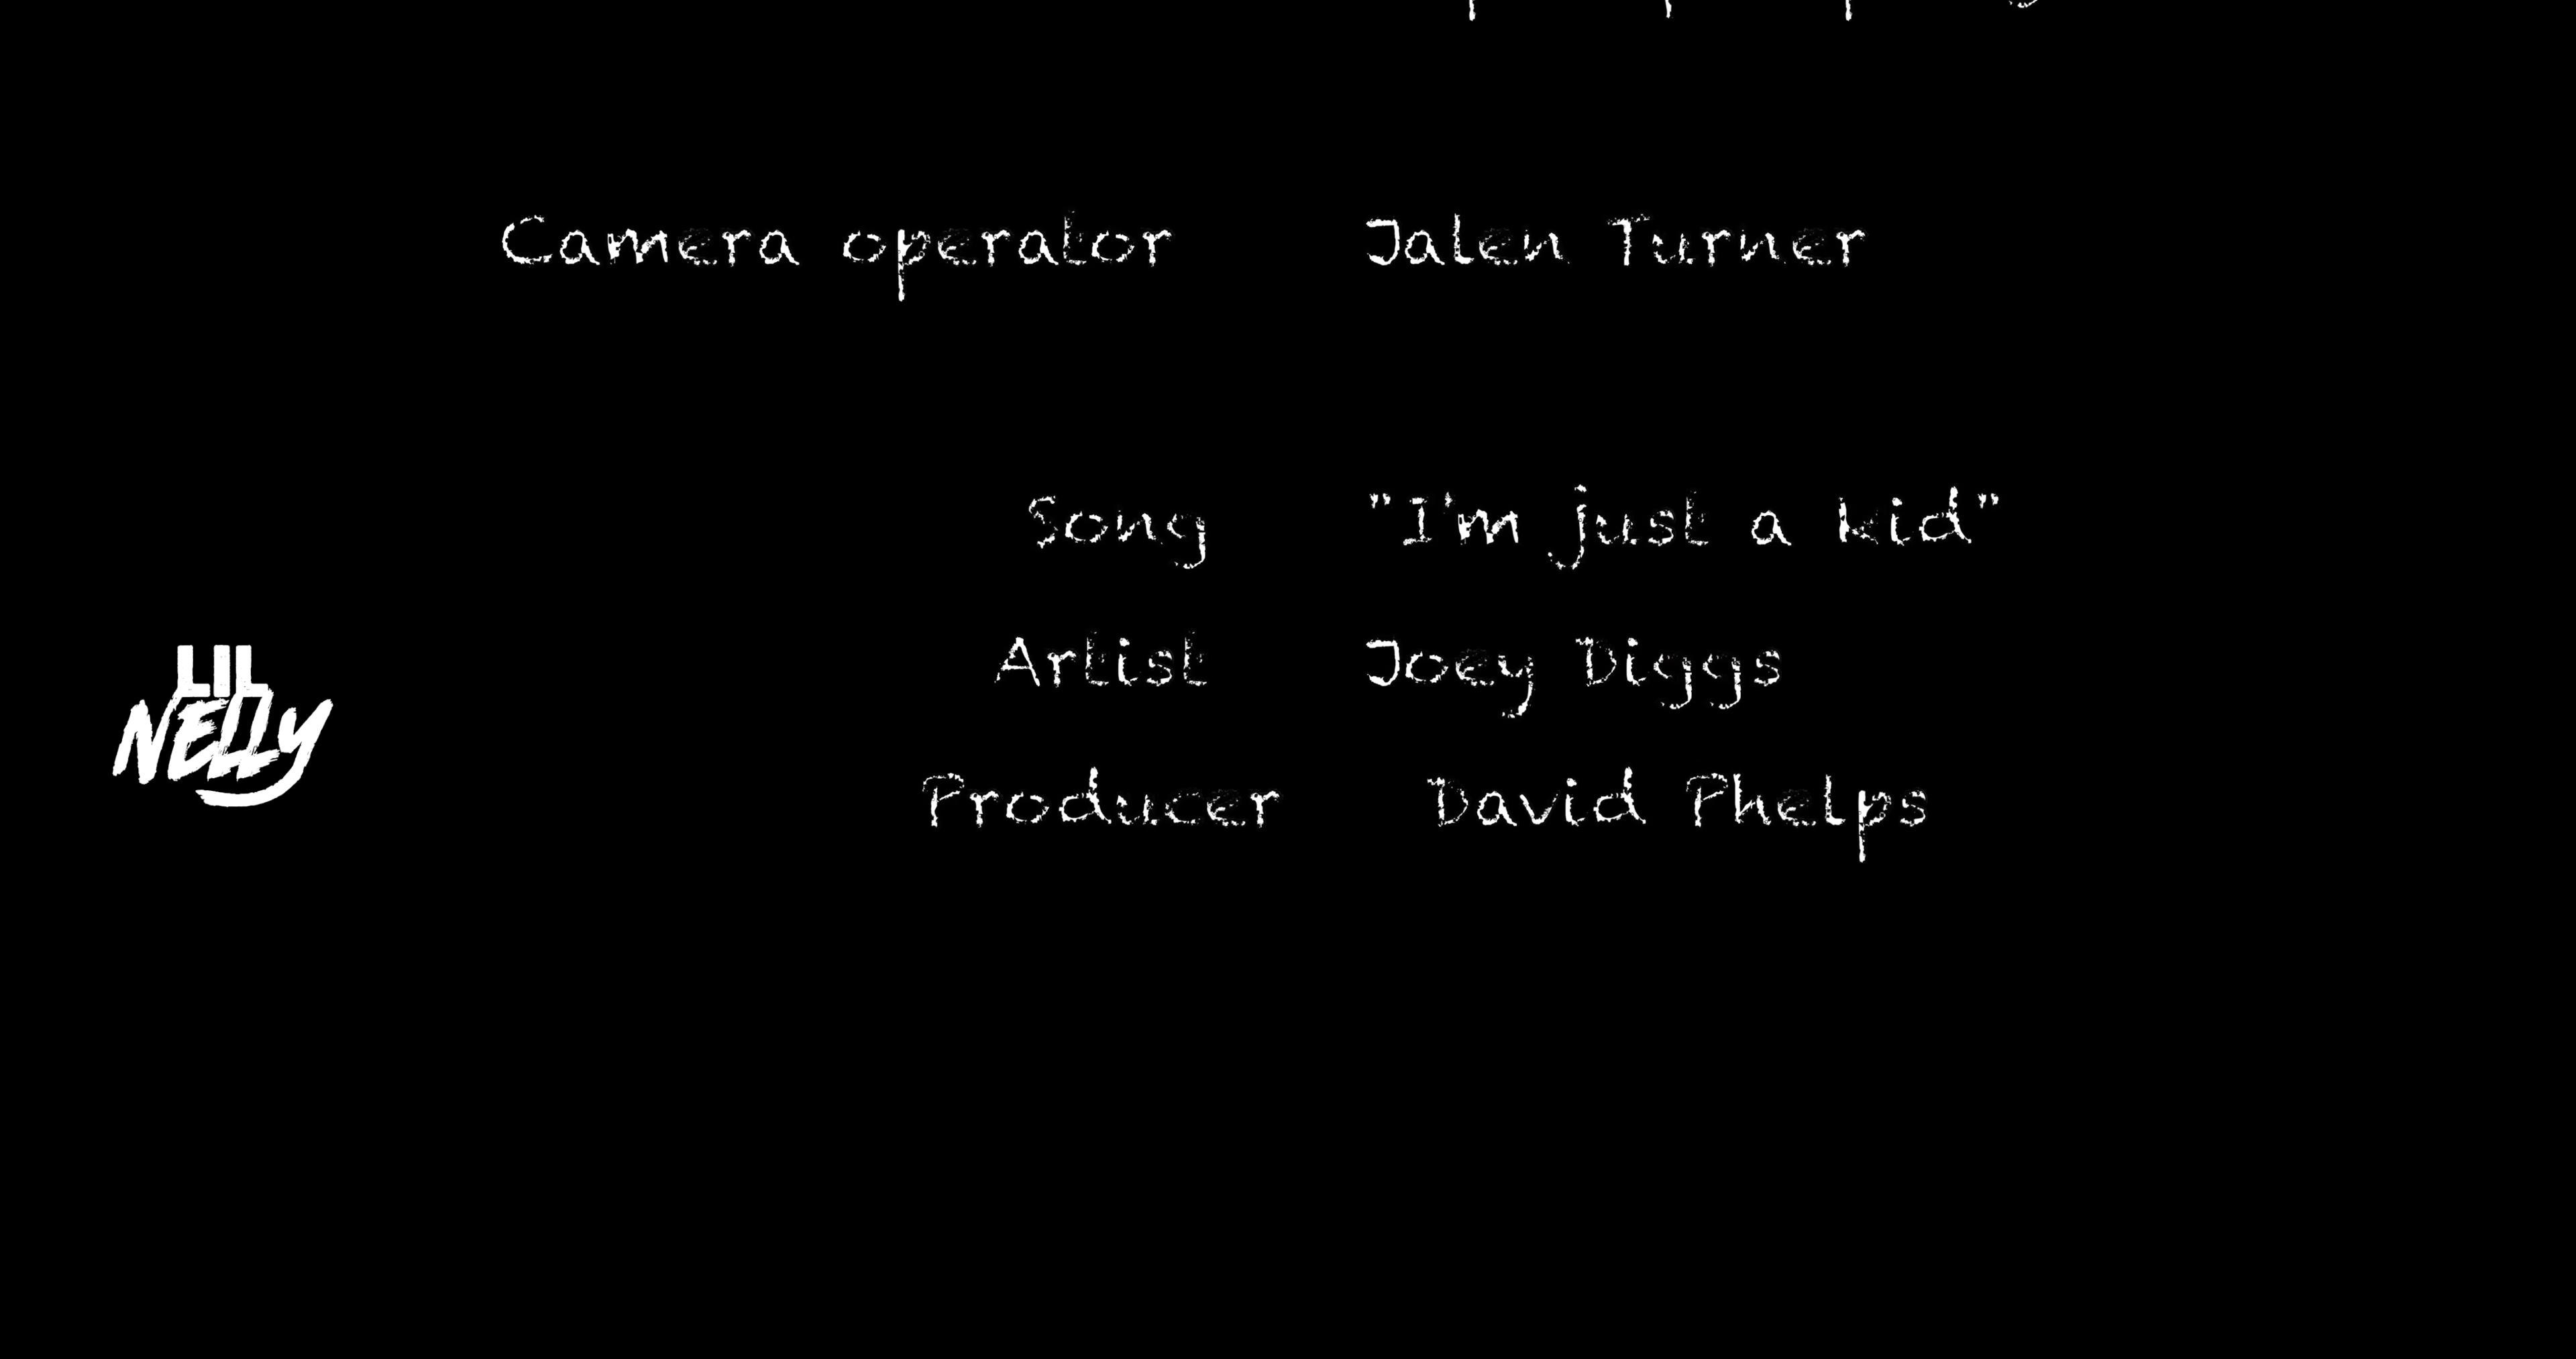 Camera operator Jalen Turner
Song "I'm just a kid"
Artist Joey Diggs
LIL
NELLY
Producer David Phelps